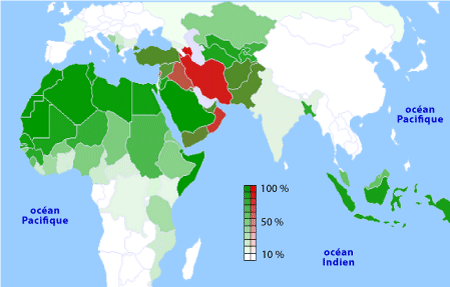 océan
Pacifique
océan
Pacifique
100 %
50 %
10 %
océan
Indien